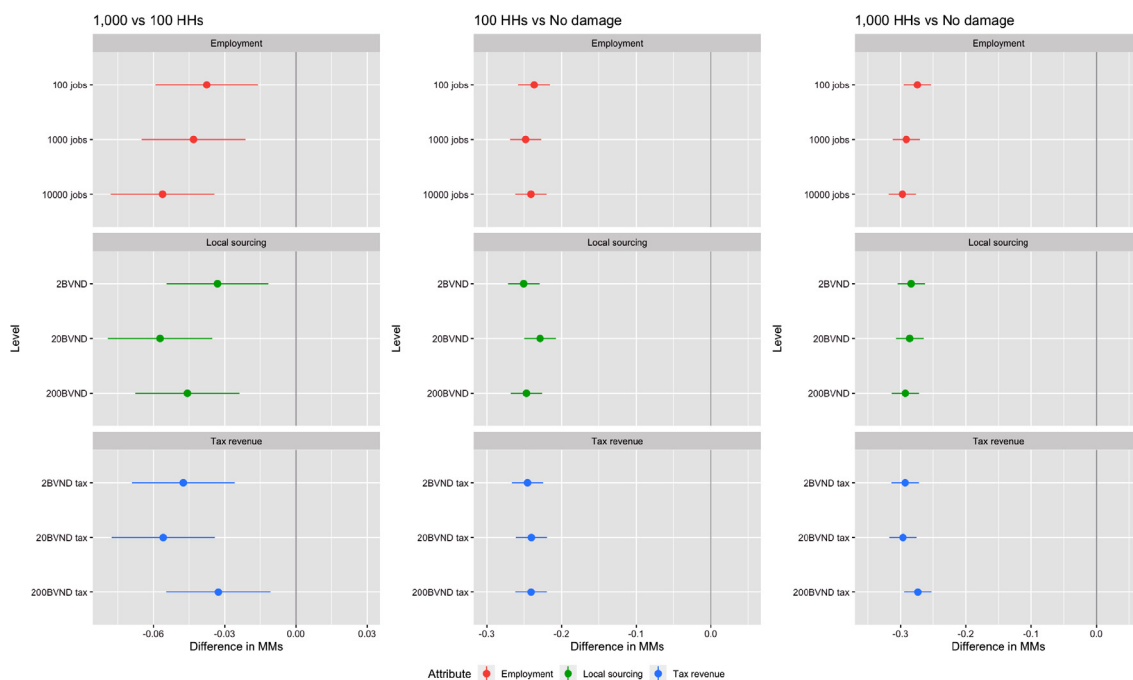 1,000 vs 100 HHs
Employment
100 jobs
1000 jobs
10000 jobs
Local sourcing
2BVND
20BVND
200BVND
Tax revenue
2BVND tax
20BVND tax
200BVND tax
Level
-0.06 -0.03 0.00 0.03
Difference in MMs
100 HHs vs No damage
Employment
100 jobs
1000 jobs
10000 jobs
Local sourcing
2BVND
20BVND
200BVND
Tax revenue
2BVND tax
20BVND tax
200BVND tax
Level
-0.3 -0.2 -0.1 0.0
Difference in MMs
1,000 HHs vs No damage
Employment
100 jobs
1000 jobs
10000 jobs
Local sourcing
2BVND
20BVND
200BVND
Tax revenue
2BVND tax
20BVND tax
200BVND tax
Level
-0.3 -0.2 -0.1 0.0
Difference in MMs
Attribute Employment Local sourcing Tax revenue